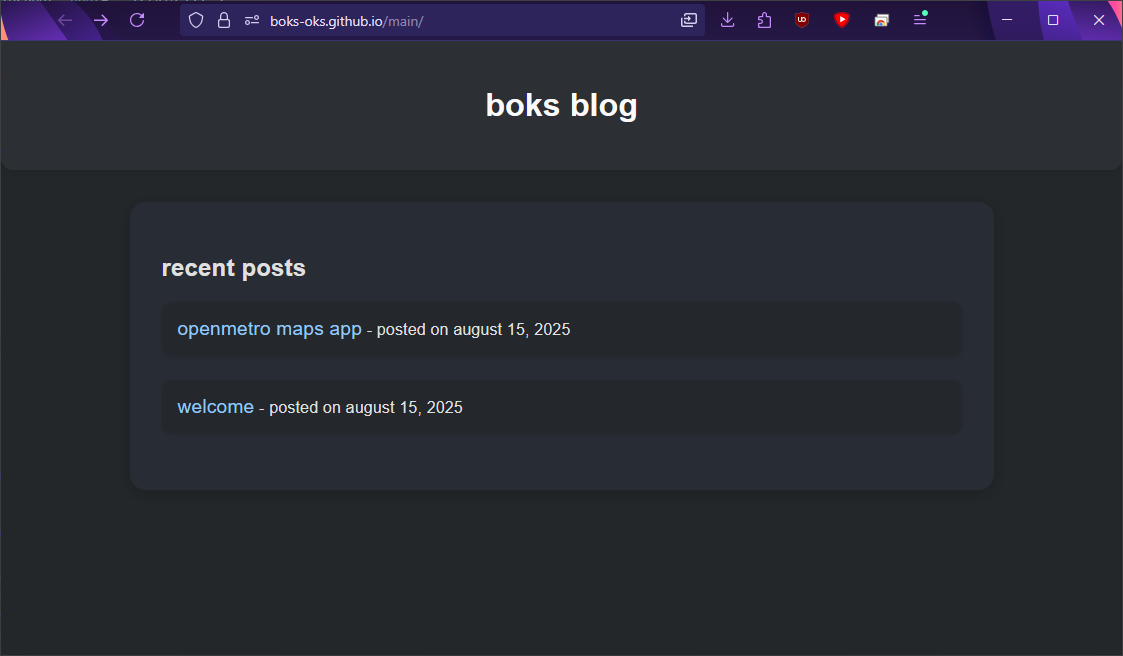 boks-oks.github.io/main/
boks blog
recent posts
openmetro maps app - posted on august 15, 2025
welcome - posted on august 15, 2025